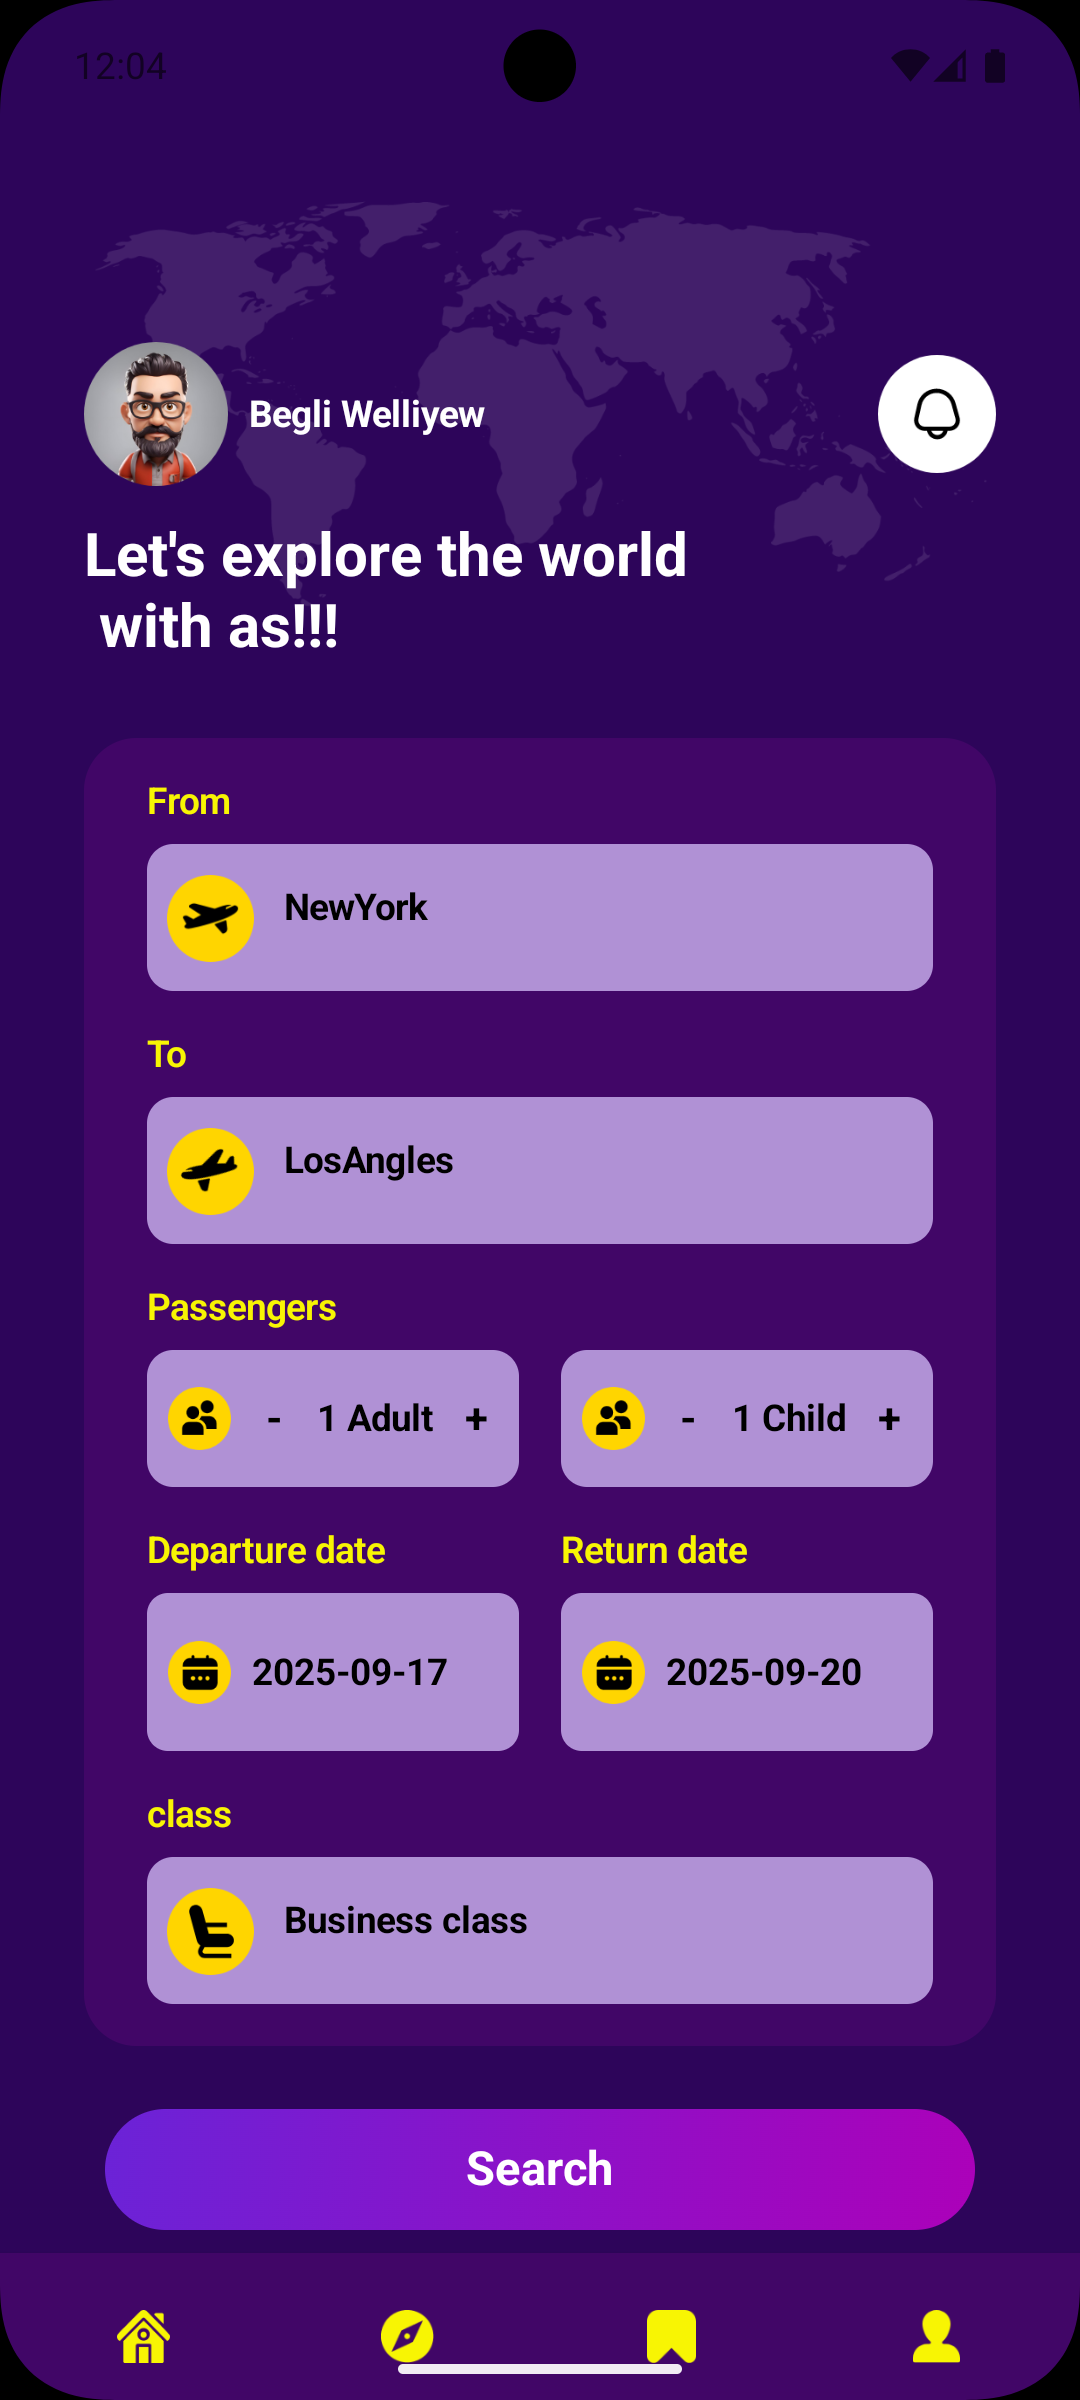 12:04
Begli Welliyew
Let's explore the world
with as!!!
From
NewYork
To
LosAngles
Passengers
- 1 Adult +
- 1 Child +
Departure date
Return date
2025-09-17
2025-09-20
class
Business class
Search